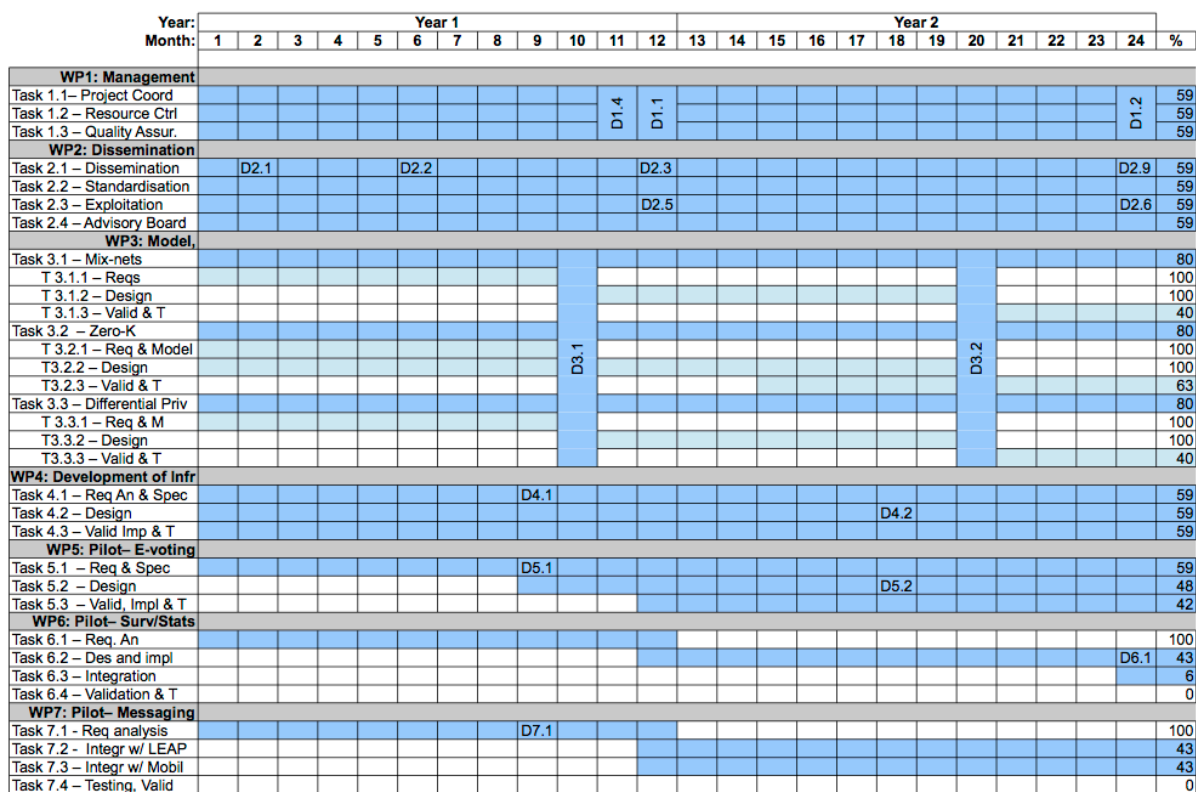 Year: Year 1 Year 2
Month: 1 2 3 4 5 6 7 8 9 10 11 12 13 14 15 16 17 18 19 20 21 22 23 24 %
WP1: Management
Task 1.1– Project Coord 59
Task 1.2 – Resource Ctrl D1.4 D1.1 D1.2 59
Task 1.3 – Quality Assur. 59
WP2: Dissemination
Task 2.1 – Dissemination D2.1 D2.2 D2.3 D2.9 59
Task 2.2 – Standardisation 59
Task 2.3 – Exploitation D2.5 D2.6 59
Task 2.4 – Advisory Board 59
WP3: Model,
Task 3.1 – Mix-nets 80
T 3.1.1 – Reqs 100
T 3.1.2 – Design 100
T 3.1.3 – Valid & T 40
Task 3.2 – Zero-K 80
T 3.2.1 – Req & Model D3.1 D3.2 100
T3.2.2 – Design 100
T3.2.3 – Valid & T 63
Task 3.3 – Differential Priv 80
T 3.3.1 – Req & M 100
T3.3.2 – Design 100
T3.3.3 – Valid & T 40
WP4: Development of Infr
Task 4.1 – Req An & Spec D4.1 59
Task 4.2 – Design D4.2 59
Task 4.3 – Valid Imp & T 59
WP5: Pilot– E-voting
Task 5.1 – Req & Spec D5.1 59
Task 5.2 – Design D5.2 48
Task 5.3 – Valid, Impl & T 42
WP6: Pilot– Surv/Stats
Task 6.1 – Req. An 100
Task 6.2 – Des and impl D6.1 43
Task 6.3 – Integration 6
Task 6.4 – Validation & T 0
WP7: Pilot– Messaging
Task 7.1 - Req analysis D7.1 100
Task 7.2 - Integr w/ LEAP 43
Task 7.3 – Integr w/ Mobil 43
Task 7.4 – Testing, Valid 0